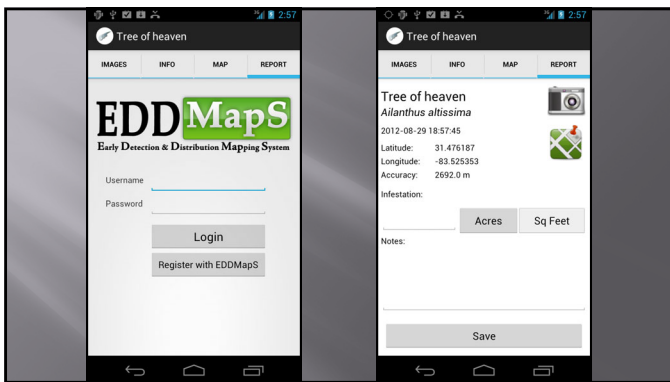 3G 2:57
Tree of heaven
IMAGES INFO MAP REPORT
EDDMapS
Early Detection & Distribution Mapping System
Username
Password
Login
Register with EDDMapS
3G 2:57
Tree of heaven
IMAGES INFO MAP REPORT
Tree of heaven
Ailanthus altissima
2012-08-29 18:57:45
Latitude: 31.476187
Longitude: -83.525353
Accuracy: 2692.0 m
Infestation:
Acres Sq Feet
Notes:
Save